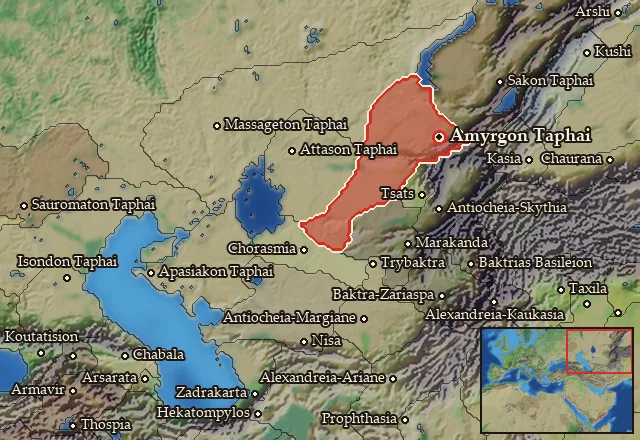 Arshi
Kushi
Sakon Taphai
Massageton Taphai
Amyrgon Taphai
Attason Taphai
Kasia
Chaurana
Tsats
Sauromaton Taphai
Antiocheia-Skythia
Chorasmia
Marakanda
Isondon Taphai
Apasiakon Taphai
Trybaktra
Baktrias Basileion
Taxila
Baktra-Zariaspa
Antiocheia-Margiane
Alexandreia-Kaukasia
Koutatision
Nisa
Chabala
Arsarata
Alexandreia-Ariane
Armavir
Zadrakarta
Hekatompylos
Prophthasia
Thospia